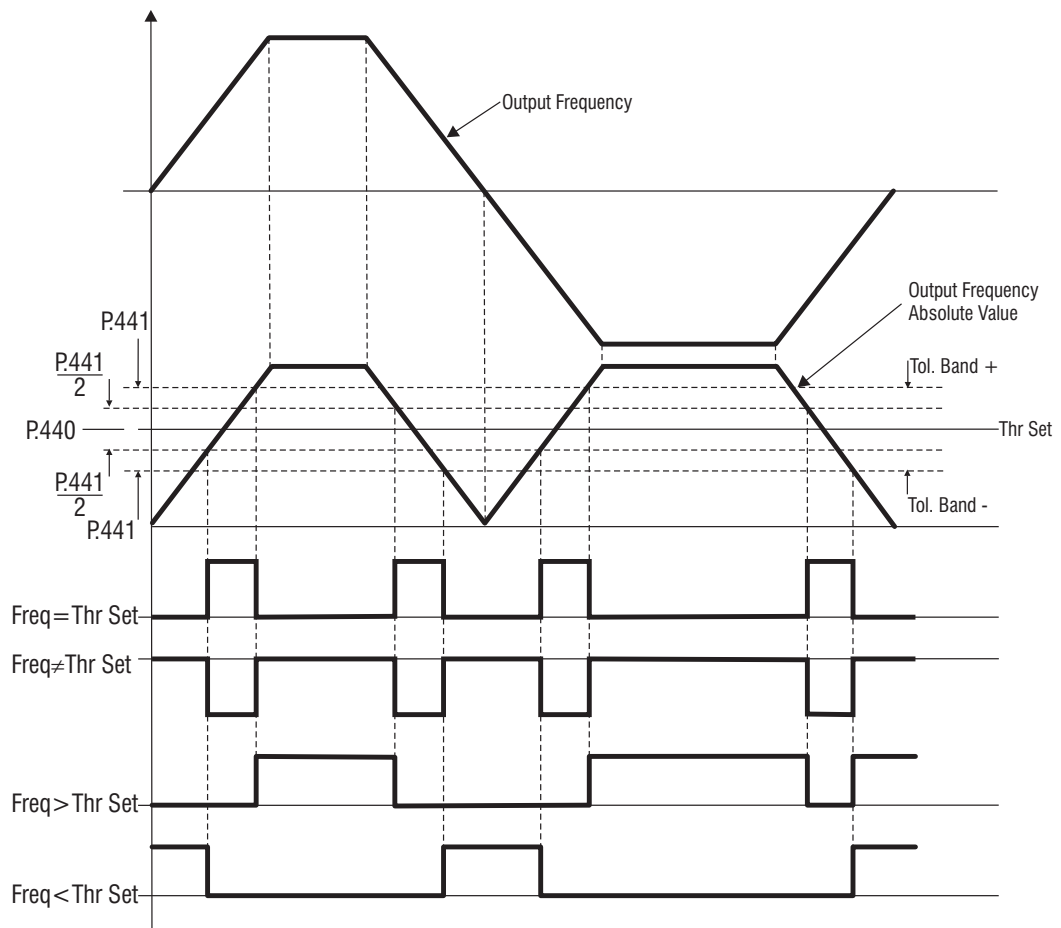 Output Frequency
Output Frequency
Absolute Value
P.441
P.441
2
Tol. Band +
P.440
Thr Set
P.441
2
P.441
Tol. Band -
Freq=Thr Set
Freq≠Thr Set
Freq>Thr Set
Freq<Thr Set